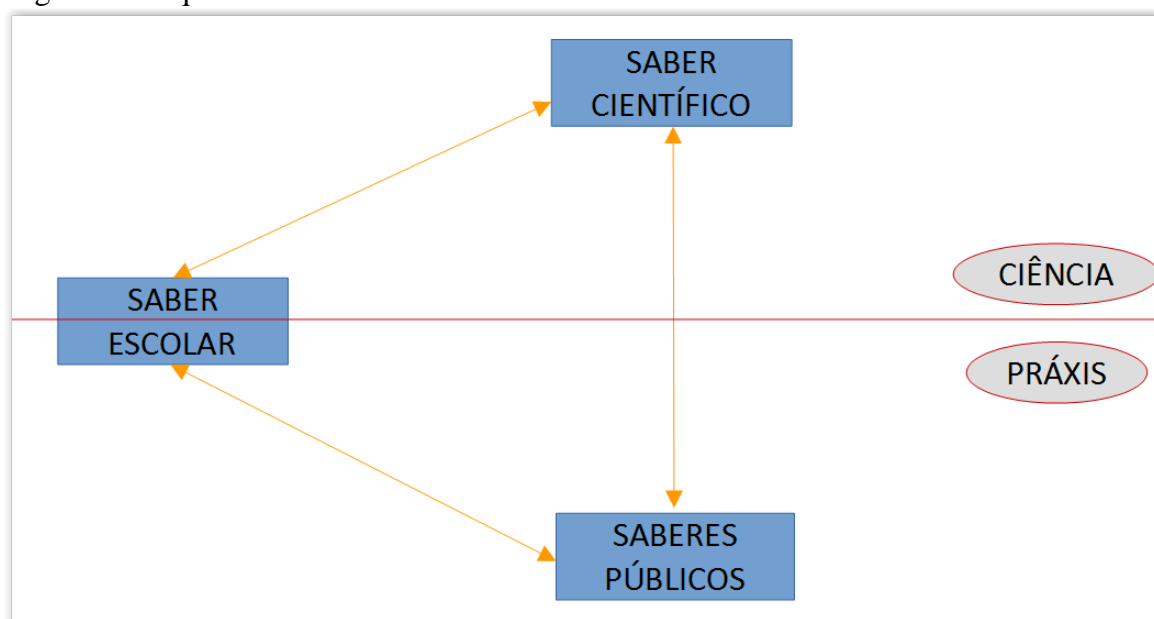 SABER
CIENTÍFICO
CIÊNCIA
SABER
ESCOLAR
PRÁXIS
SABERES
PÚBLICOS